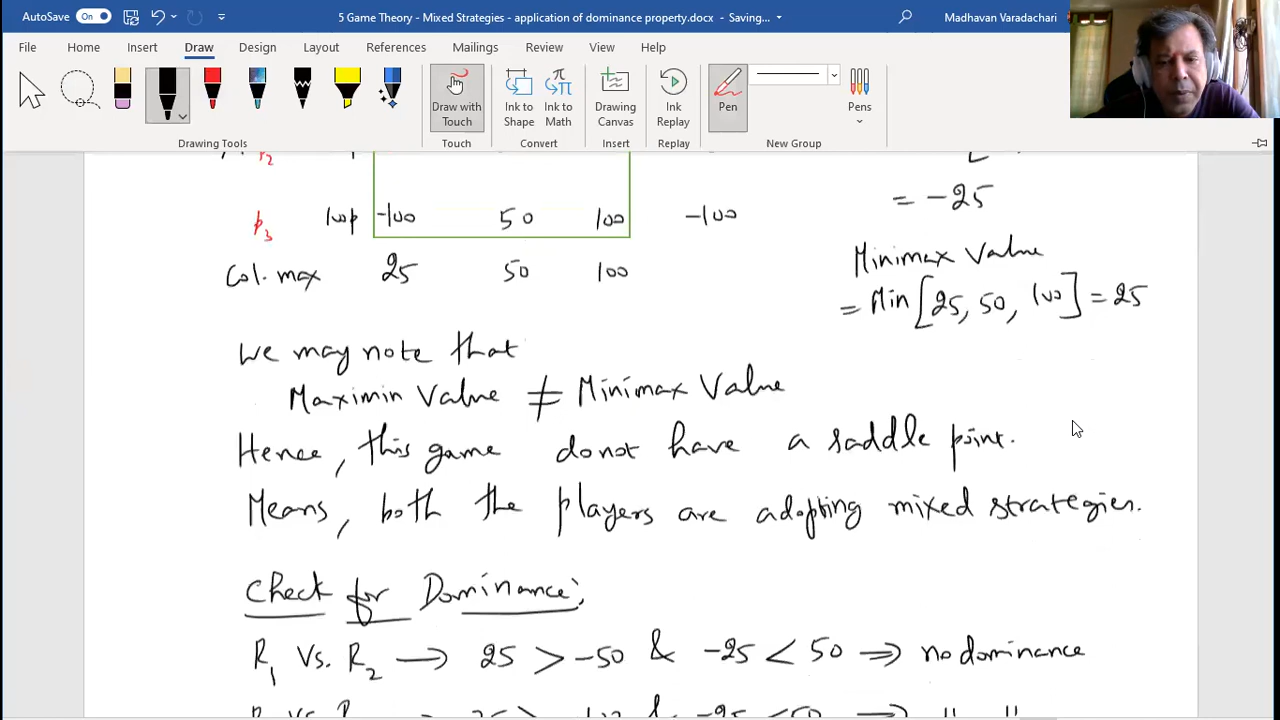 AutoSave On 5 Game Theory - Mixed Strategies - application of dominance property.docx - Saving... Madhavan Varadachari
File Home Insert Draw Design Layout References Mailings Review View Help
Draw with Touch Ink to Shape Ink to Math Drawing Canvas Ink Replay Pen Pens
Drawing Tools Touch Convert Insert Replay New Group
P2
= -25
P3 100p -100 50 100 -100
Col. max 25 50 100
Minimax Value
= Min [25, 50, 100] = 25
We may note that
Maximin Value ≠ Minimax Value
Hence, this game do not have a saddle point.
Means, both the players are adopting mixed strategies.
Check for Dominance:
R1 Vs. R2 → 25 > -50 & -25 < 50 ⇒ no dominance